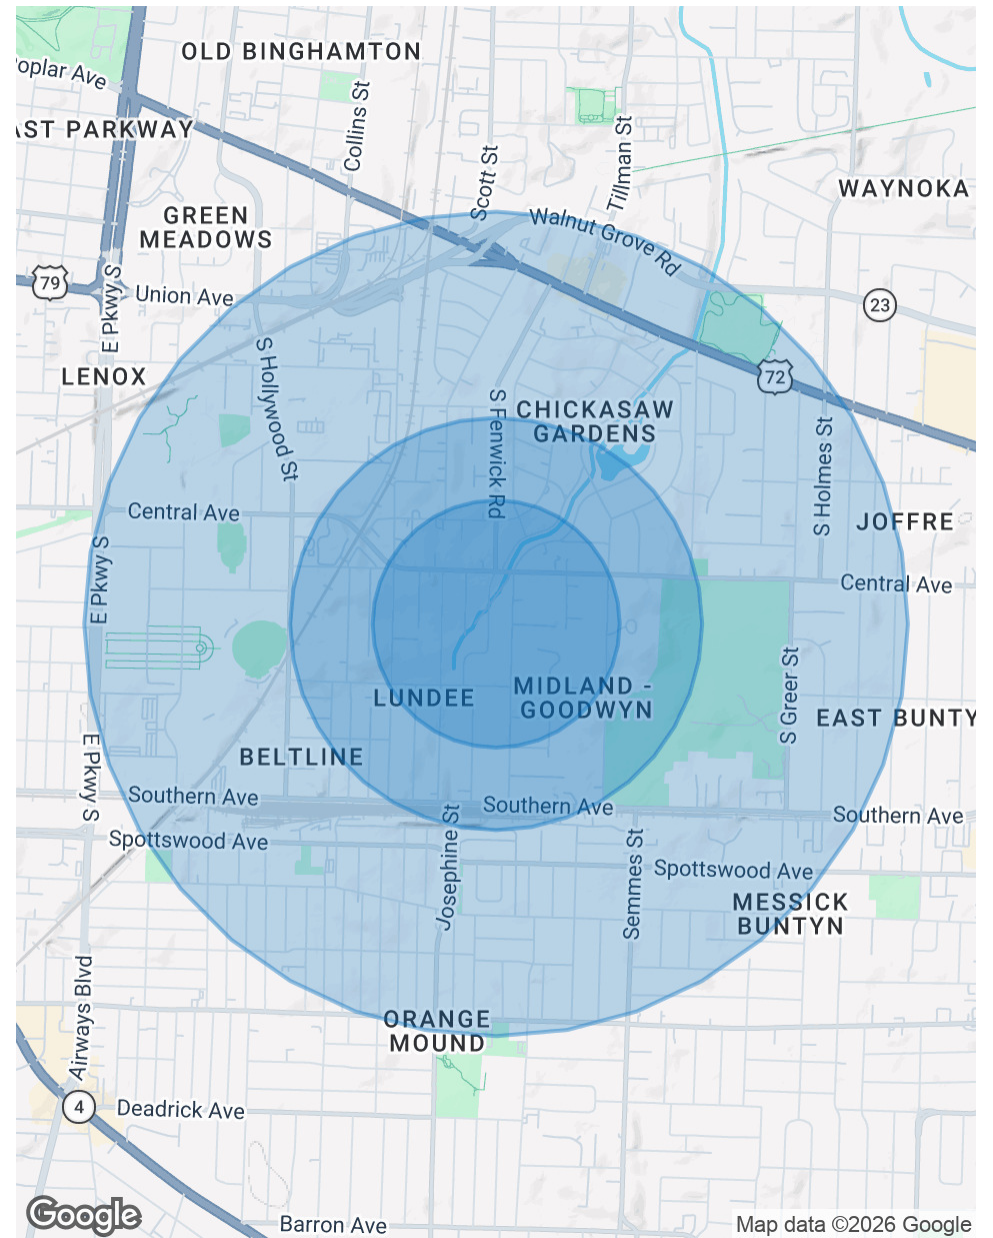 OLD BINGHAMTON
oplar Ave
AST PARKWAY
Collins St
Scott St
Tillman St
WAYNOKA
GREEN
MEADOWS
Walnut Grove Rd
79
E Pkwy S
Union Ave
23
LENOX
S Hollywood St
72
S Fenwick Rd
CHICKASAW
GARDENS
S Holmes St
Central Ave
JOFFRE
E Pkwy S
Central Ave
LUNDEE
MIDLAND -
GOODWYN
S Greer St
EAST BUNTY
BELTLINE
E Pkwy S
Southern Ave
Southern Ave
Southern Ave
Spottswood Ave
Josephine St
Semmes St
Spottswood Ave
MESSICK
BUNTYN
Airways Blvd
ORANGE
MOUND
4
Deadrick Ave
Google
Barron Ave
Map data ©2026 Google